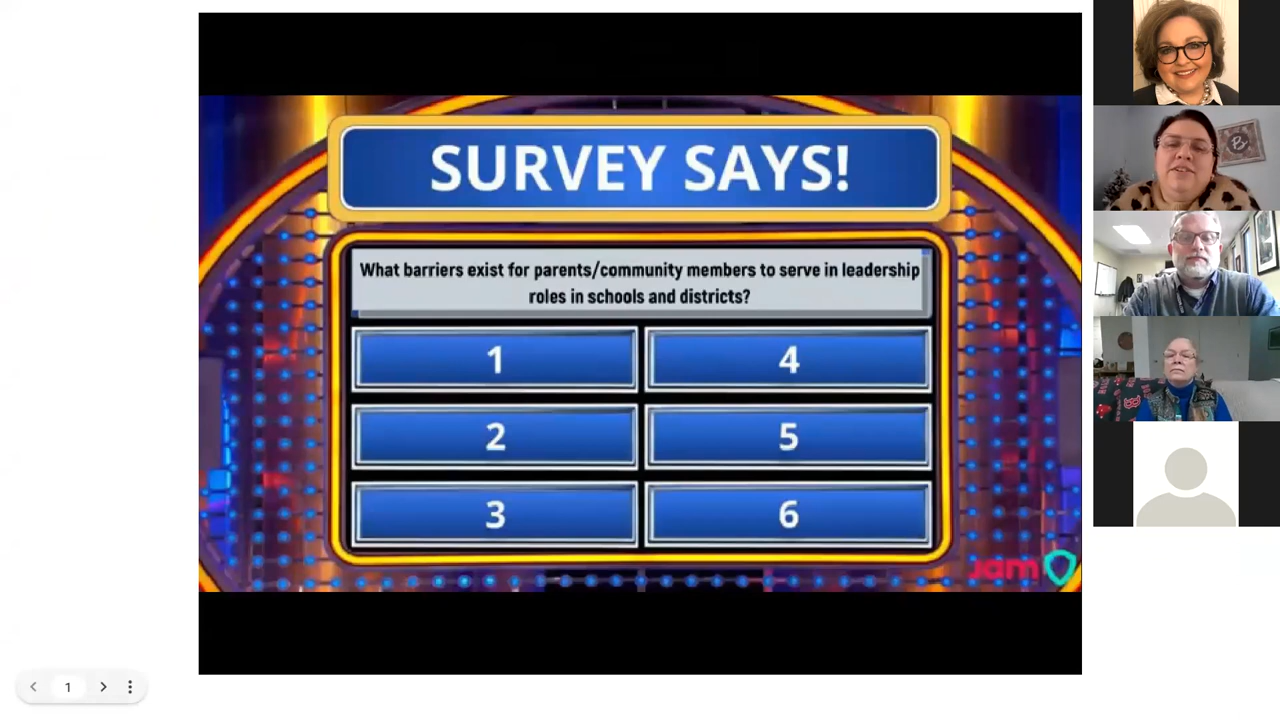 SURVEY SAYS!
What barriers exist for parents/community members to serve in leadership
roles in schools and districts?
1
4
2
5
3
6
Jam
1